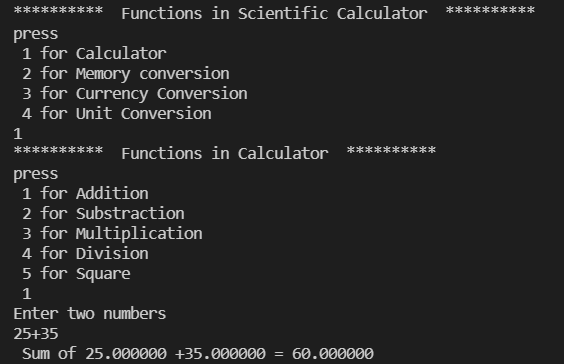 **********  Functions in Scientific Calculator  **********
press
 1 for Calculator
 2 for Memory conversion
 3 for Currency Conversion
 4 for Unit Conversion
1
**********  Functions in Calculator  **********
press
 1 for Addition
 2 for Substraction
 3 for Multiplication
 4 for Division
 5 for Square
 1
Enter two numbers
25+35
 Sum of 25.000000 +35.000000 = 60.000000